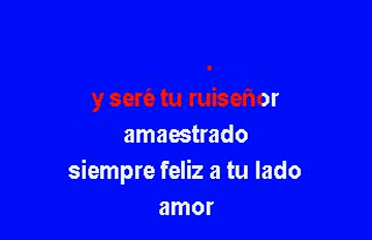 .
y seré tu ruiseñor
amaestrado
siempre feliz a tu lado
amor